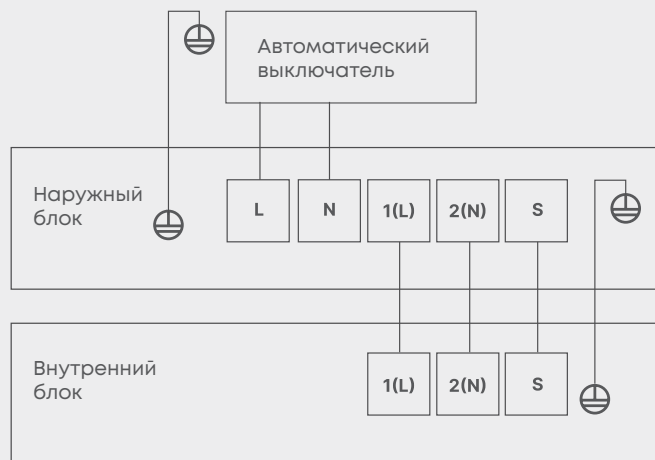 Автоматический
выключатель
Наружный
блок
L N 1(L) 2(N) S
Внутренний
блок
1(L) 2(N) S